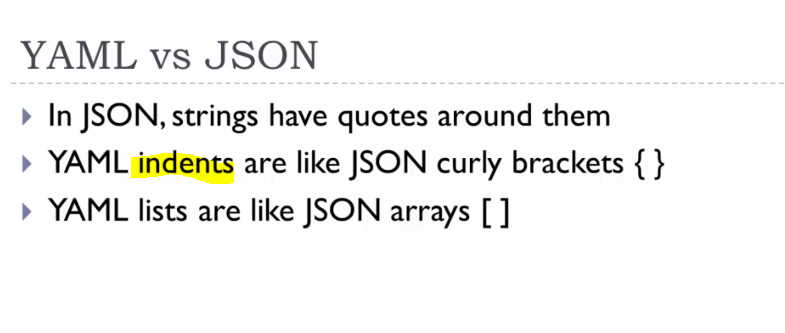 YAML vs JSON
In JSON, strings have quotes around them
YAML indents are like JSON curly brackets { }
YAML lists are like JSON arrays [ ]